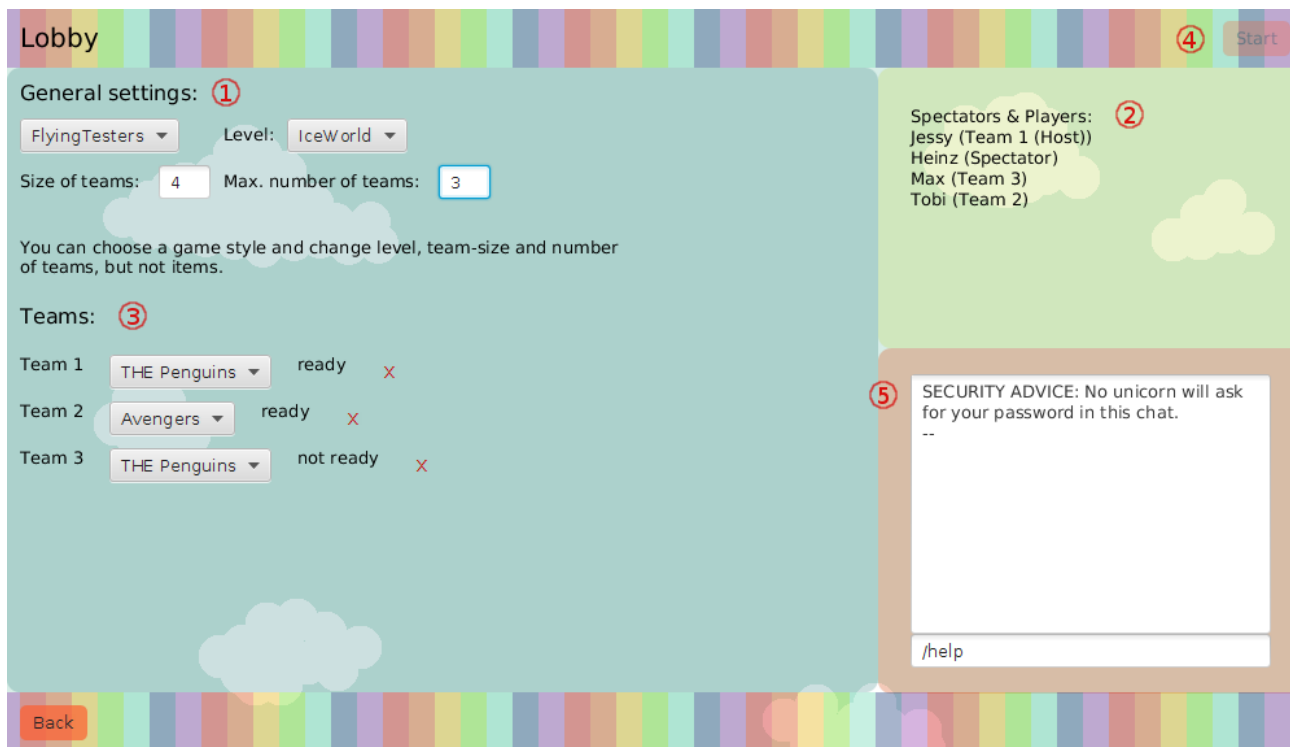 Lobby
④ Start
General settings: ①
FlyingTesters Level: IceWorld
Size of teams: 4 Max. number of teams: 3
You can choose a game style and change level, team-size and number
of teams, but not items.
Teams: ③
Team 1 THE Penguins ready X
Team 2 Avengers ready X
Team 3 THE Penguins not ready X
Spectators & Players: ②
Jessy (Team 1 (Host))
Heinz (Spectator)
Max (Team 3)
Tobi (Team 2)
⑤ SECURITY ADVICE: No unicorn will ask
for your password in this chat.
--
/help
Back